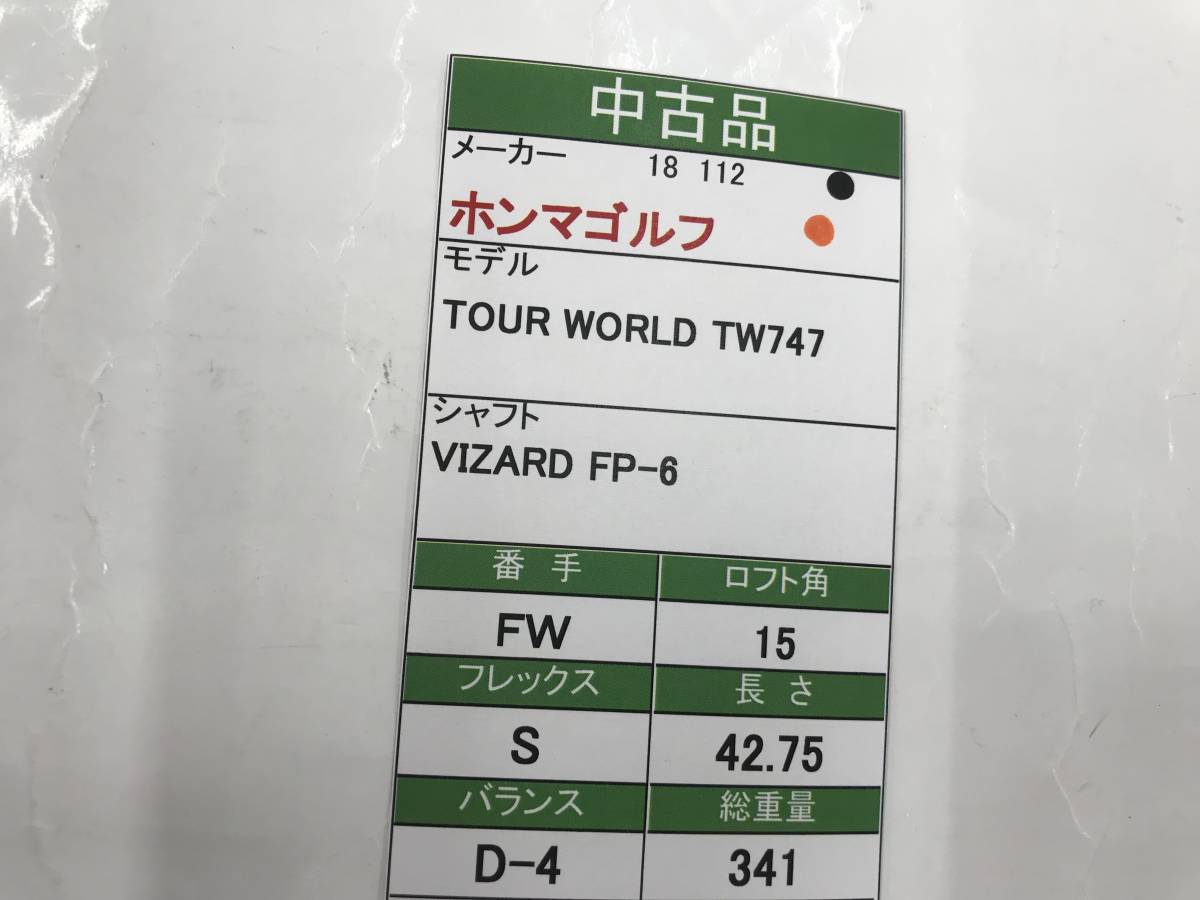 中古品
メーカー 18 112
ホンマゴルフ
モデル
TOUR WORLD TW747
シャフト
VIZARD FP-6
番 手 ロフト角
FW 15
フレックス 長 さ
S 42.75
バランス 総重量
D-4 341